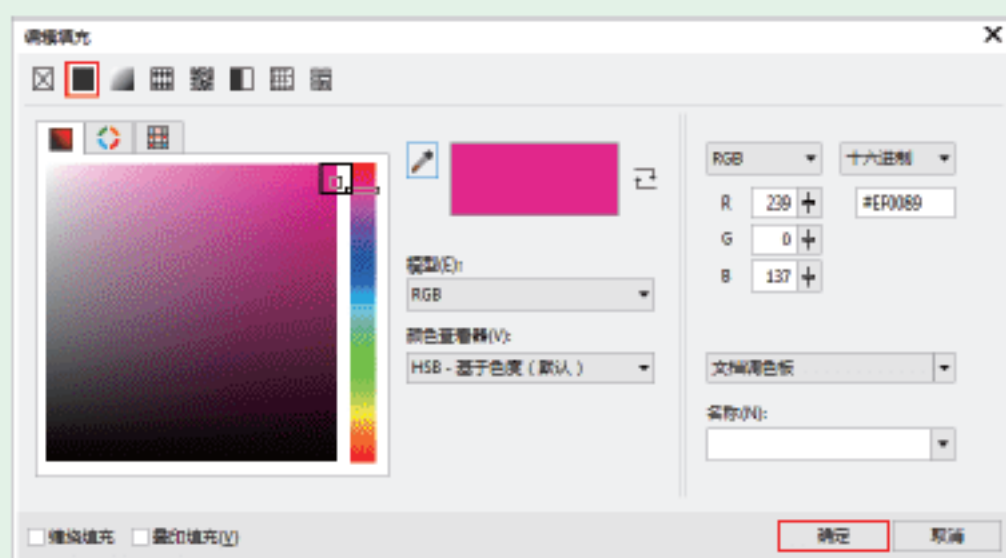 编辑填充
RGB
十六进制
R 239
#EF0089
G 0
B 137
模型(E):
RGB
颜色查看器(V):
HSB - 基于色度（默认）
文档调色板
名称(N):
缠绕填充
叠印填充(V)
确定
取消